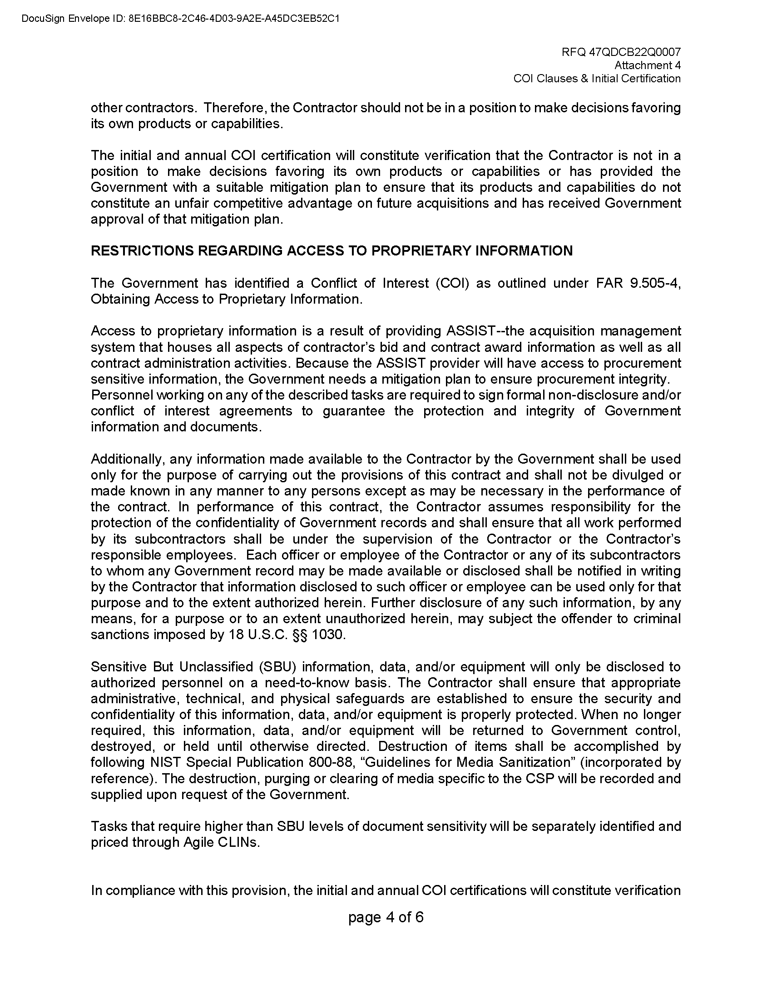 DocuSign Envelope ID: 8E16BBC8-2C46-4D03-9A2E-A45DC3EB52C1
RFQ 47QDCB22Q0007
Attachment 4
COI Clauses & Initial Certification
other contractors.  Therefore, the Contractor should not be in a position to make decisions favoring
its own products or capabilities.
The initial and annual COI certification will constitute verification that the Contractor is not in a
position to make decisions favoring its own products or capabilities or has provided the
Government with a suitable mitigation plan to ensure that its products and capabilities do not
constitute an unfair competitive advantage on future acquisitions and has received Government
approval of that mitigation plan.
RESTRICTIONS REGARDING ACCESS TO PROPRIETARY INFORMATION
The Government has identified a Conflict of Interest (COI) as outlined under FAR 9.505-4,
Obtaining Access to Proprietary Information.
Access to proprietary information is a result of providing ASSIST--the acquisition management
system that houses all aspects of contractor’s bid and contract award information as well as all
contract administration activities. Because the ASSIST provider will have access to procurement
sensitive information, the Government needs a mitigation plan to ensure procurement integrity.
Personnel working on any of the described tasks are required to sign formal non-disclosure and/or
conflict of interest agreements to guarantee the protection and integrity of Government
information and documents.
Additionally, any information made available to the Contractor by the Government shall be used
only for the purpose of carrying out the provisions of this contract and shall not be divulged or
made known in any manner to any persons except as may be necessary in the performance of
the contract. In performance of this contract, the Contractor assumes responsibility for the
protection of the confidentiality of Government records and shall ensure that all work performed
by its subcontractors shall be under the supervision of the Contractor or the Contractor’s
responsible employees.  Each officer or employee of the Contractor or any of its subcontractors
to whom any Government record may be made available or disclosed shall be notified in writing
by the Contractor that information disclosed to such officer or employee can be used only for that
purpose and to the extent authorized herein. Further disclosure of any such information, by any
means, for a purpose or to an extent unauthorized herein, may subject the offender to criminal
sanctions imposed by 18 U.S.C. §§ 1030.
Sensitive But Unclassified (SBU) information, data, and/or equipment will only be disclosed to
authorized personnel on a need-to-know basis. The Contractor shall ensure that appropriate
administrative, technical, and physical safeguards are established to ensure the security and
confidentiality of this information, data, and/or equipment is properly protected. When no longer
required, this information, data, and/or equipment will be returned to Government control,
destroyed, or held until otherwise directed. Destruction of items shall be accomplished by
following NIST Special Publication 800-88, “Guidelines for Media Sanitization” (incorporated by
reference). The destruction, purging or clearing of media specific to the CSP will be recorded and
supplied upon request of the Government.
Tasks that require higher than SBU levels of document sensitivity will be separately identified and
priced through Agile CLINs.
In compliance with this provision, the initial and annual COI certifications will constitute verification
page 4 of 6